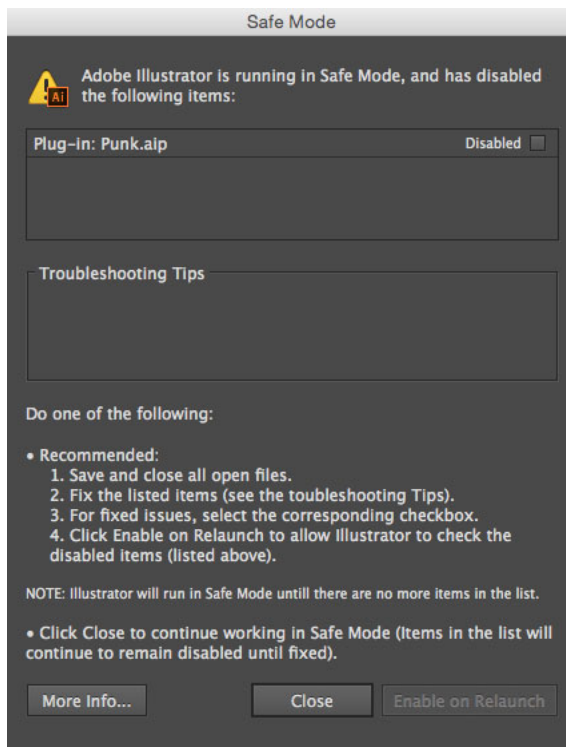 Safe Mode
Adobe Illustrator is running in Safe Mode, and has disabled
the following items:
Ai
Plug-in: Punk.aip Disabled
Troubleshooting Tips
Do one of the following:
• Recommended:
1. Save and close all open files.
2. Fix the listed items (see the toubleshooting Tips).
3. For fixed issues, select the corresponding checkbox.
4. Click Enable on Relaunch to allow Illustrator to check the
disabled items (listed above).
NOTE: Illustrator will run in Safe Mode untill there are no more items in the list.
• Click Close to continue working in Safe Mode (Items in the list will
continue to remain disabled until fixed).
More Info... Close Enable on Relaunch